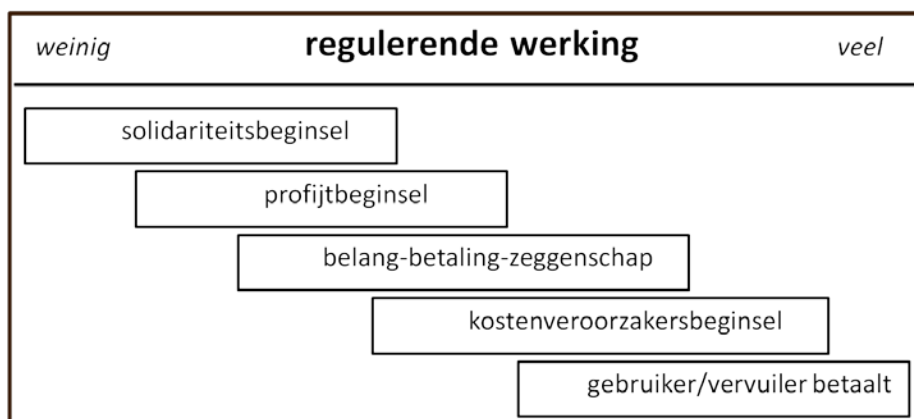 weinig regulerende werking veel
solidariteitsbeginsel
profijtbeginsel
belang-betaling-zeggenschap
kostenveroorzakersbeginsel
gebruiker/vervuiler betaalt